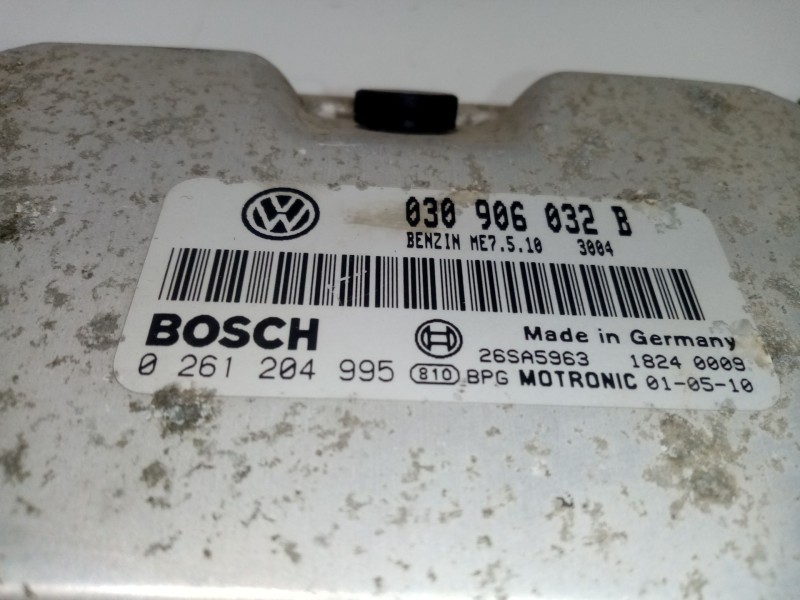 030 906 032 B
BENZIN ME7.5.10 3004
BOSCH
Made in Germany
26SA5963 1824 0009
0 261 204 995
810 BPG MOTRONIC 01-05-10